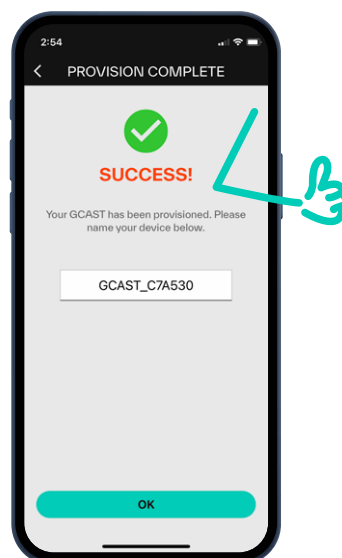 2:54
PROVISION COMPLETE
SUCCESS!
Your GCAST has been provisioned. Please
name your device below.
GCAST_C7A530
OK